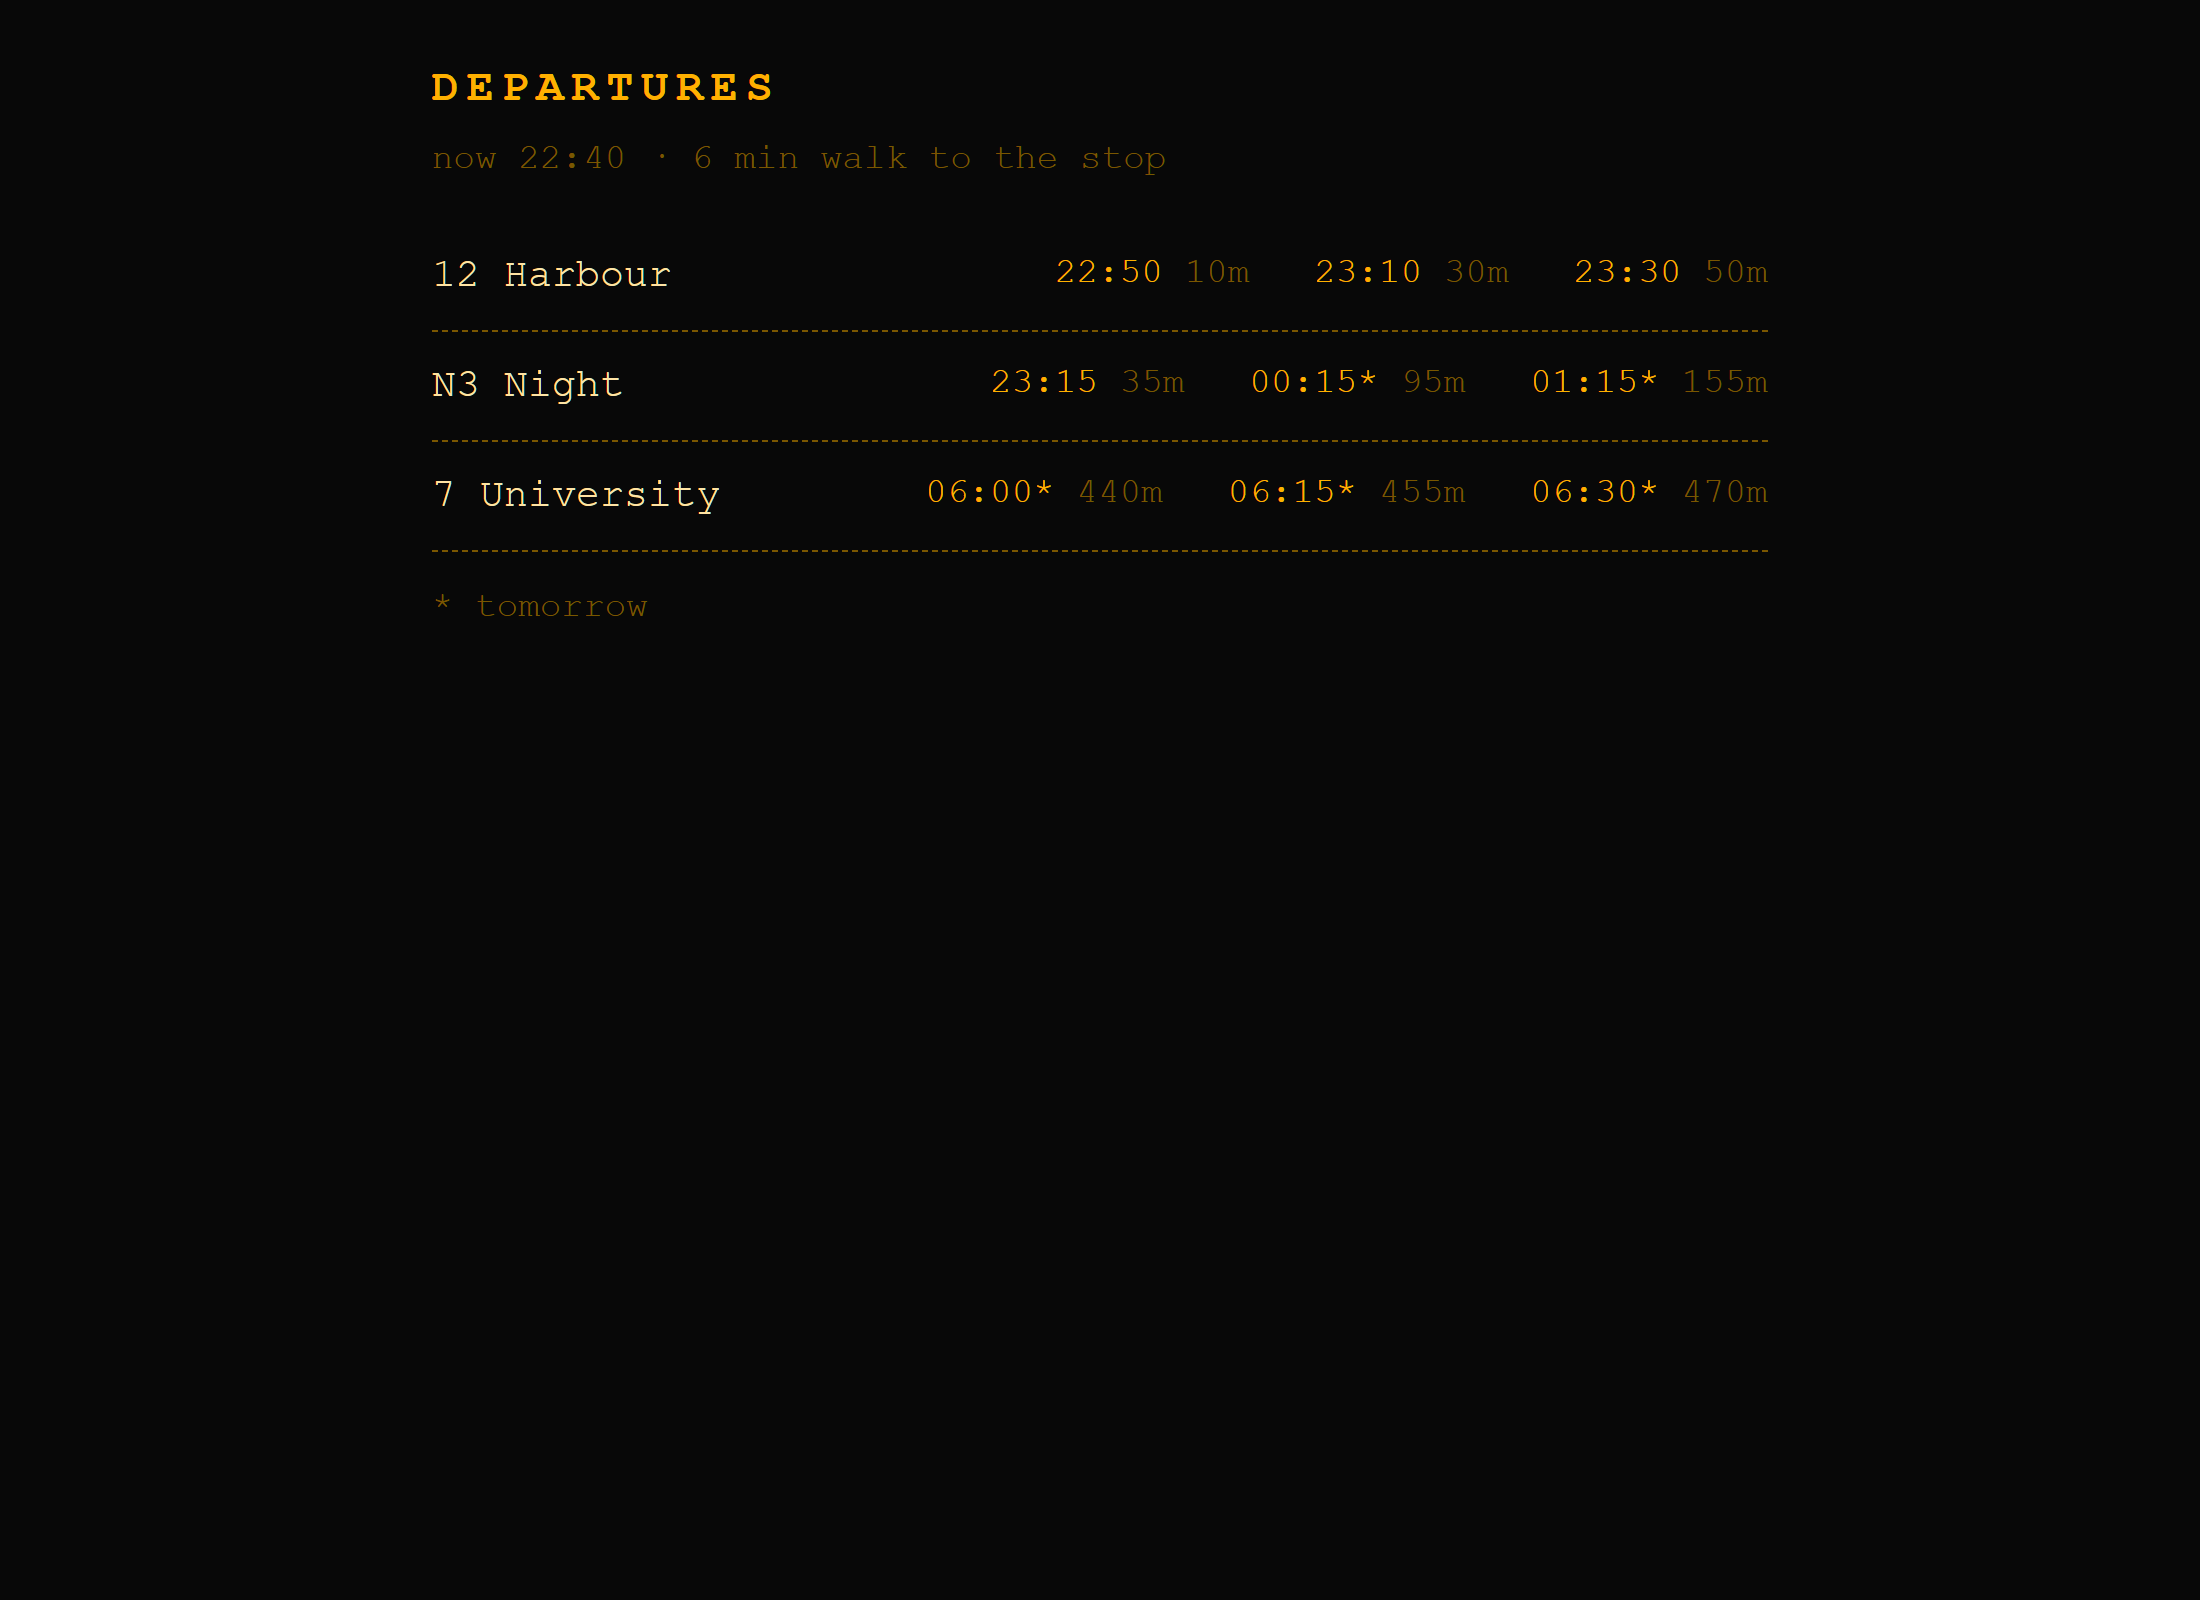 DEPARTURES
now 22:40 · 6 min walk to the stop
12 Harbour 22:50 10m 23:10 30m 23:30 50m
N3 Night 23:15 35m 00:15* 95m 01:15* 155m
7 University 06:00* 440m 06:15* 455m 06:30* 470m
* tomorrow